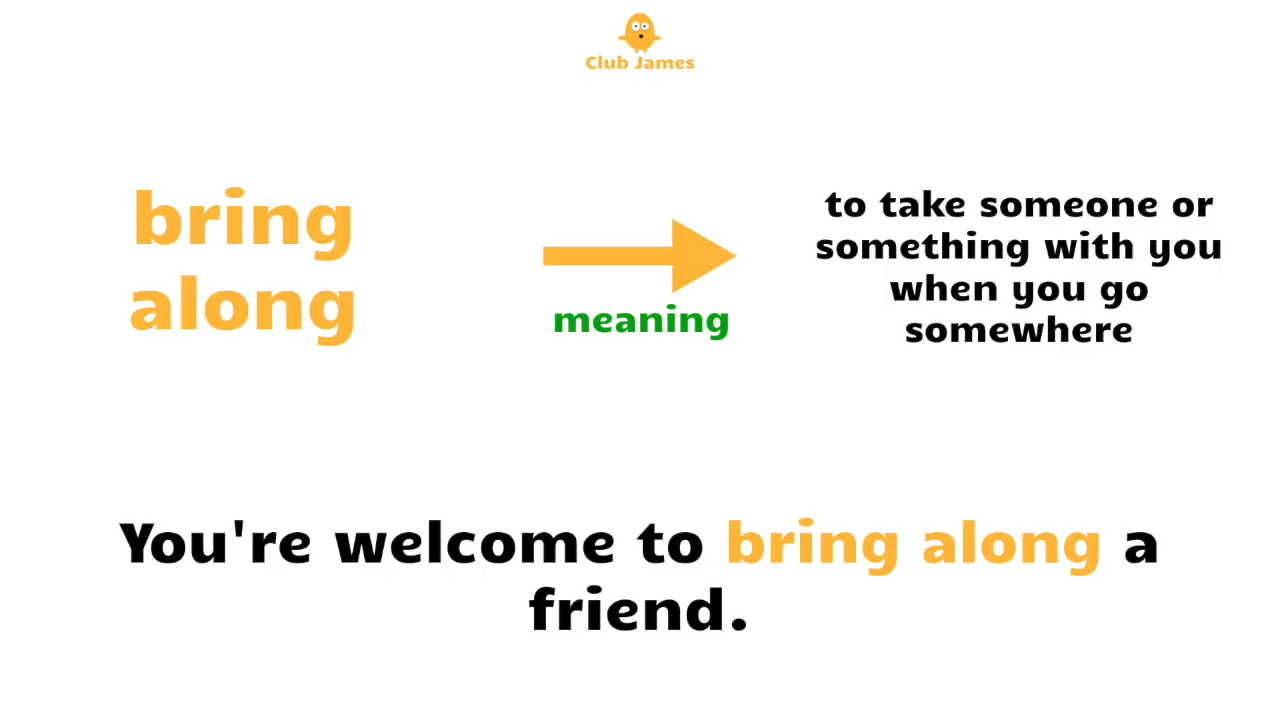 Club James
bring
along
meaning
to take someone or
something with you
when you go
somewhere
You're welcome to bring along a
friend.